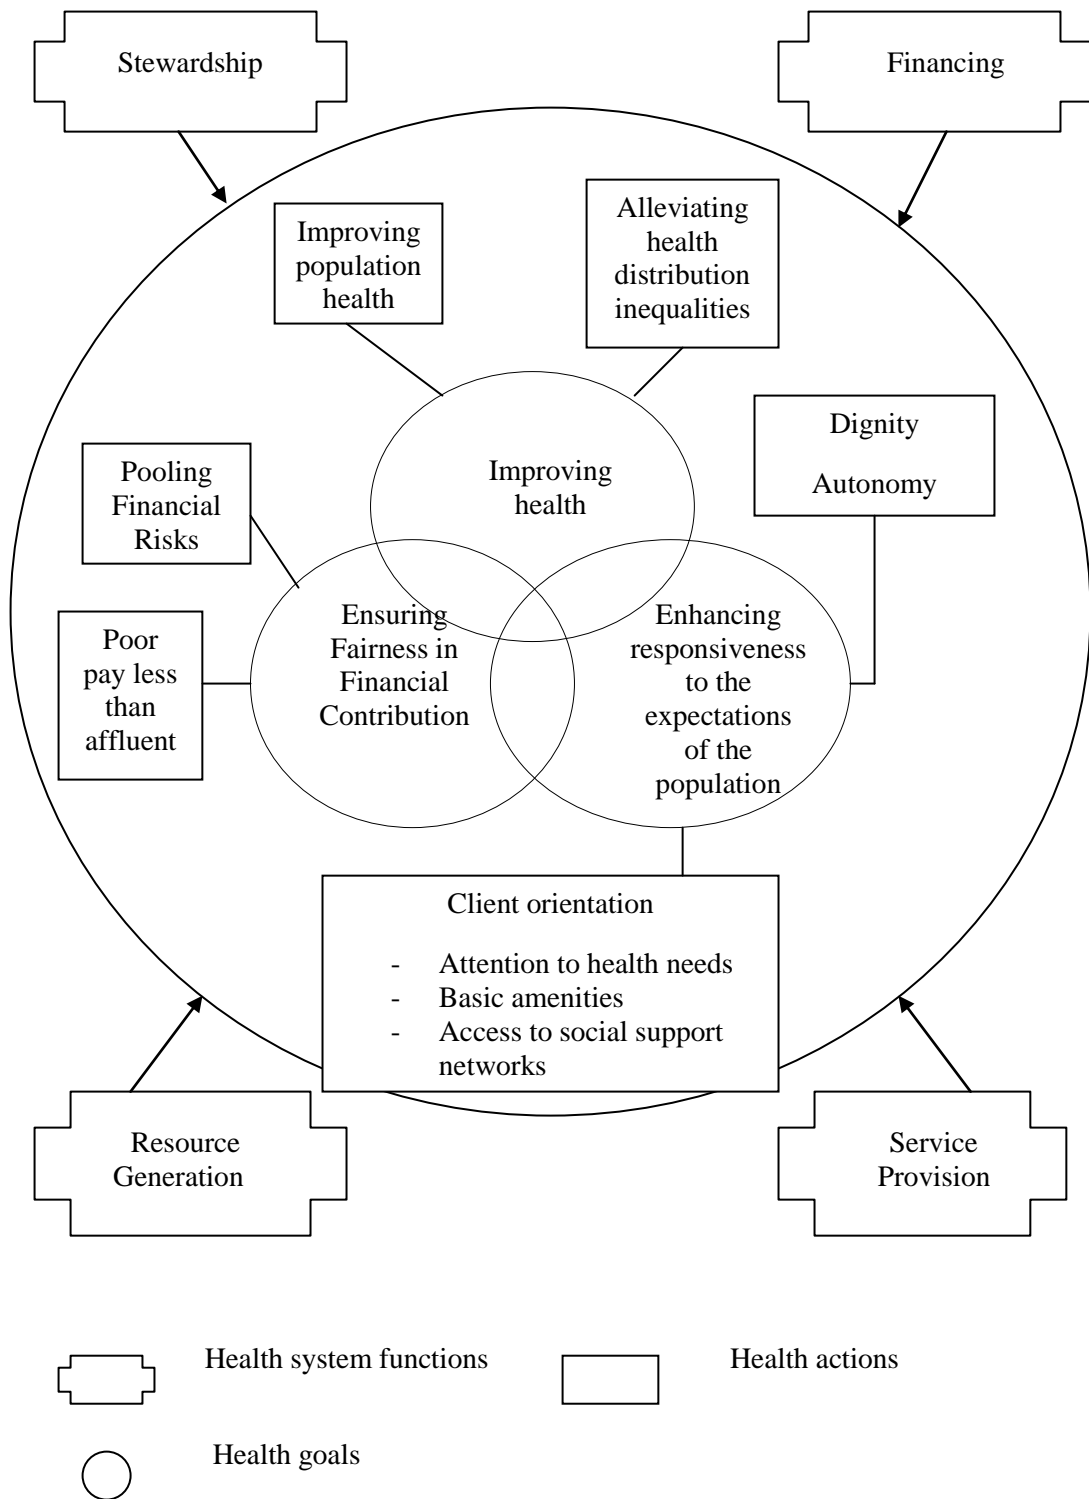 Stewardship
Financing
Improving
population
health
Alleviating
health
distribution
inequalities
Dignity
Autonomy
Improving
health
Pooling
Financial
Risks
Poor
pay less
than
affluent
Ensuring
Fairness in
Financial
Contribution
Enhancing
responsiveness
to the
expectations
of the
population
Client orientation
- Attention to health needs
- Basic amenities
- Access to social support
networks
Resource
Generation
Service
Provision
Health system functions
Health actions
Health goals